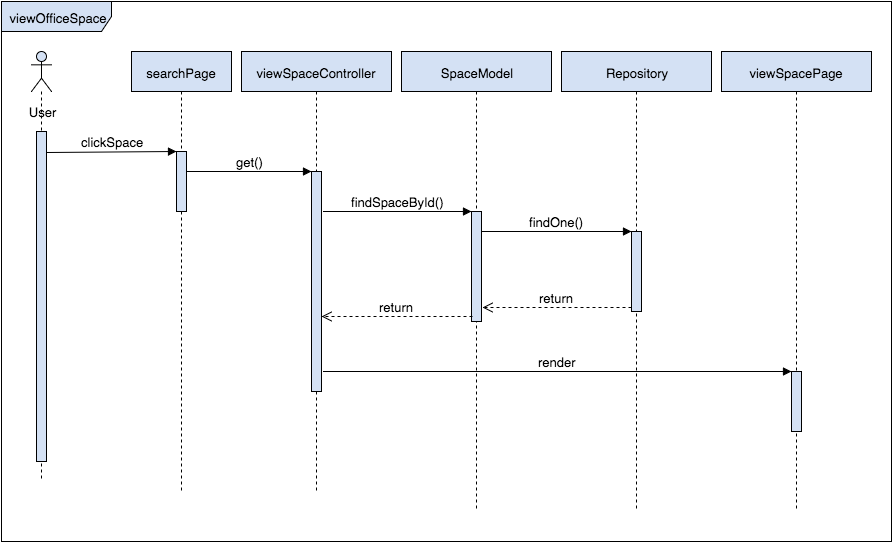 viewOfficeSpace
User
searchPage
viewSpaceController
SpaceModel
Repository
viewSpacePage
clickSpace
get()
findSpaceById()
findOne()
return
return
render